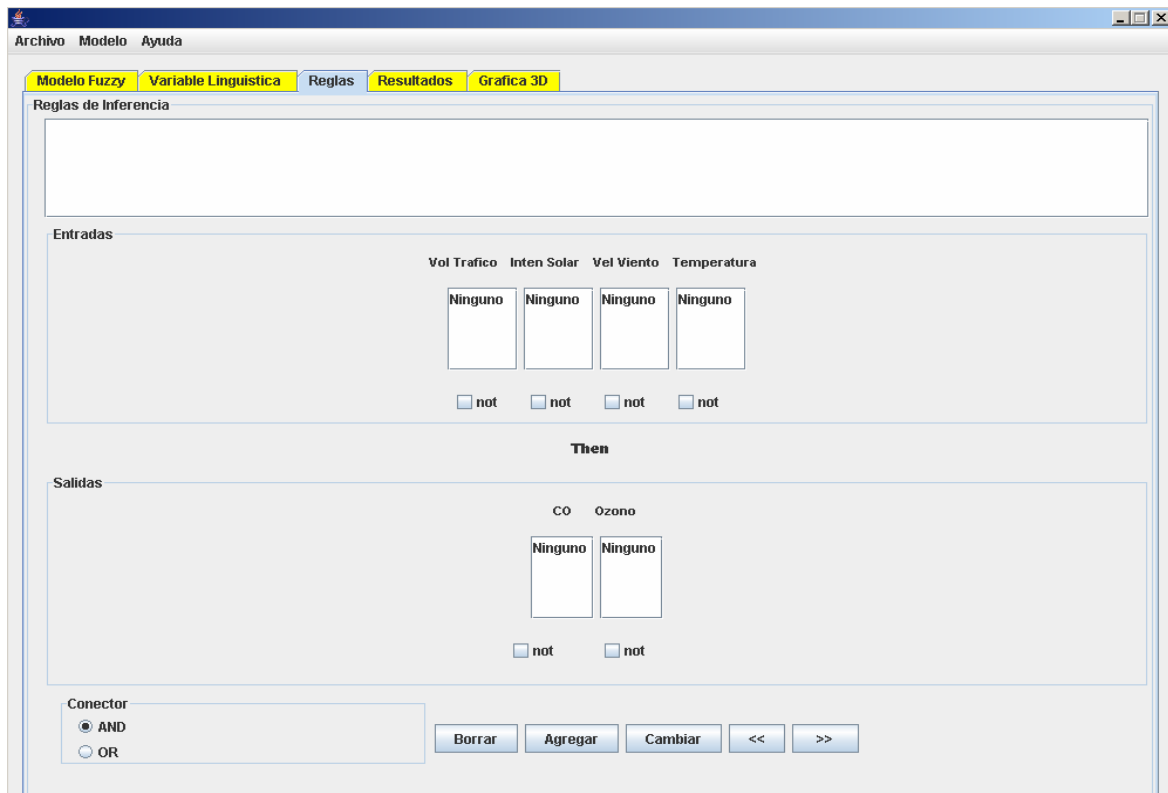 Archivo Modelo Ayuda
Modelo Fuzzy Variable Linguistica Reglas Resultados Grafica 3D
Reglas de Inferencia
Entradas
Vol Trafico Inten Solar Vel Viento Temperatura
Ninguno Ninguno Ninguno Ninguno
not not not not
Then
Salidas
CO Ozono
Ninguno Ninguno
not not
Conector
AND
OR
Borrar Agregar Cambiar << >>